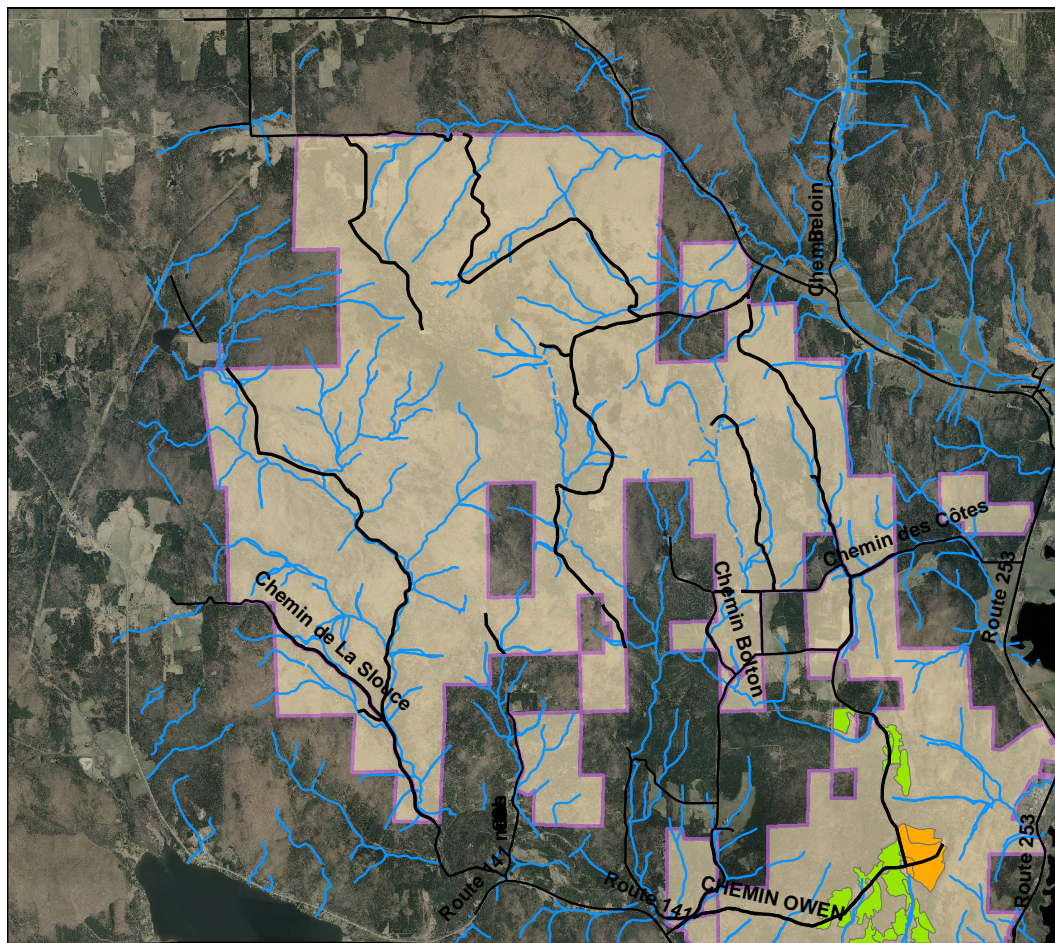 Chemin Beloin
Chemin des Côtes
Route 253
Chemin de La Slouce
Chemin Bolton
Route 141
Route 141
CHEMIN OWEN
Route 253